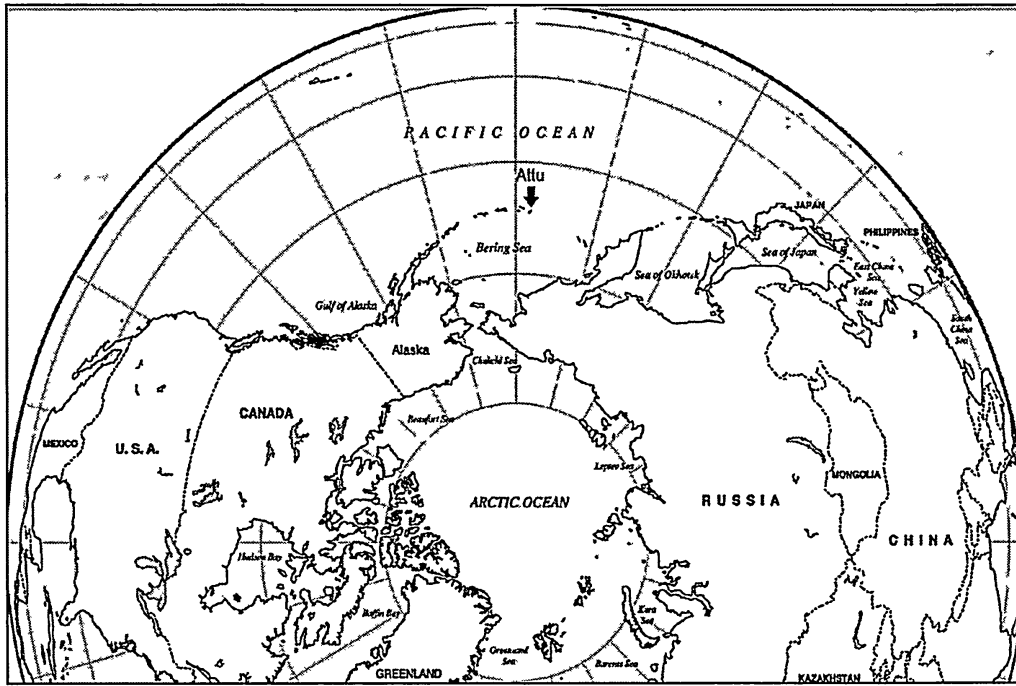 PACIFIC OCEAN
Attu
JAPAN
PHILIPPINES
Bering Sea
Sea of Okhotsk
Sea of Japan
East China
Sea
Yellow
Sea
Gulf of Alaska
South
China
Sea
Alaska
Chukchi Sea
CANADA
Beaufort Sea
MEXICO
U.S.A.
Laptev Sea
MONGOLIA
ARCTIC OCEAN
RUSSIA
CHINA
Hudson Bay
Baffin Bay
Kara
Sea
Greenland
Sea
Barents Sea
GREENLAND
KAZAKHSTAN